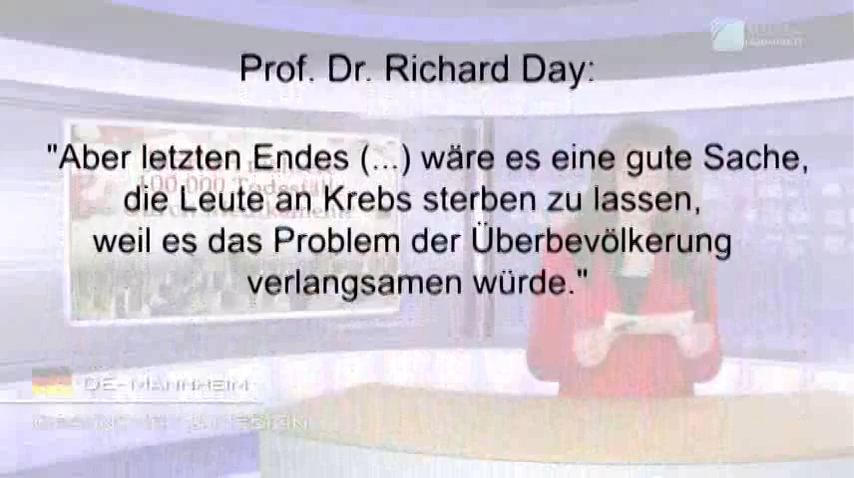 Prof. Dr. Richard Day:
"Aber letzten Endes (...) wäre es eine gute Sache,
die Leute an Krebs sterben zu lassen,
weil es das Problem der Überbevölkerung
verlangsamen würde."
DE- MANNHEIM